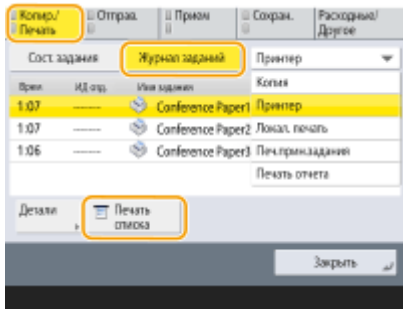 Копир./ Печать
Отправ.
Прием
Сохран.
Расходные/ Другое
Сост. задания
Журнал заданий
Принтер
Время ИД отд. Имя задания
Копия
1:07 ------- Conference Paper1 Принтер
1:07 ------- Conference Paper2 Локал. печать
1:06 ------- Conference Paper3 Печ.прин.задания
Печать отчета
Детали
Печать списка
Закрыть